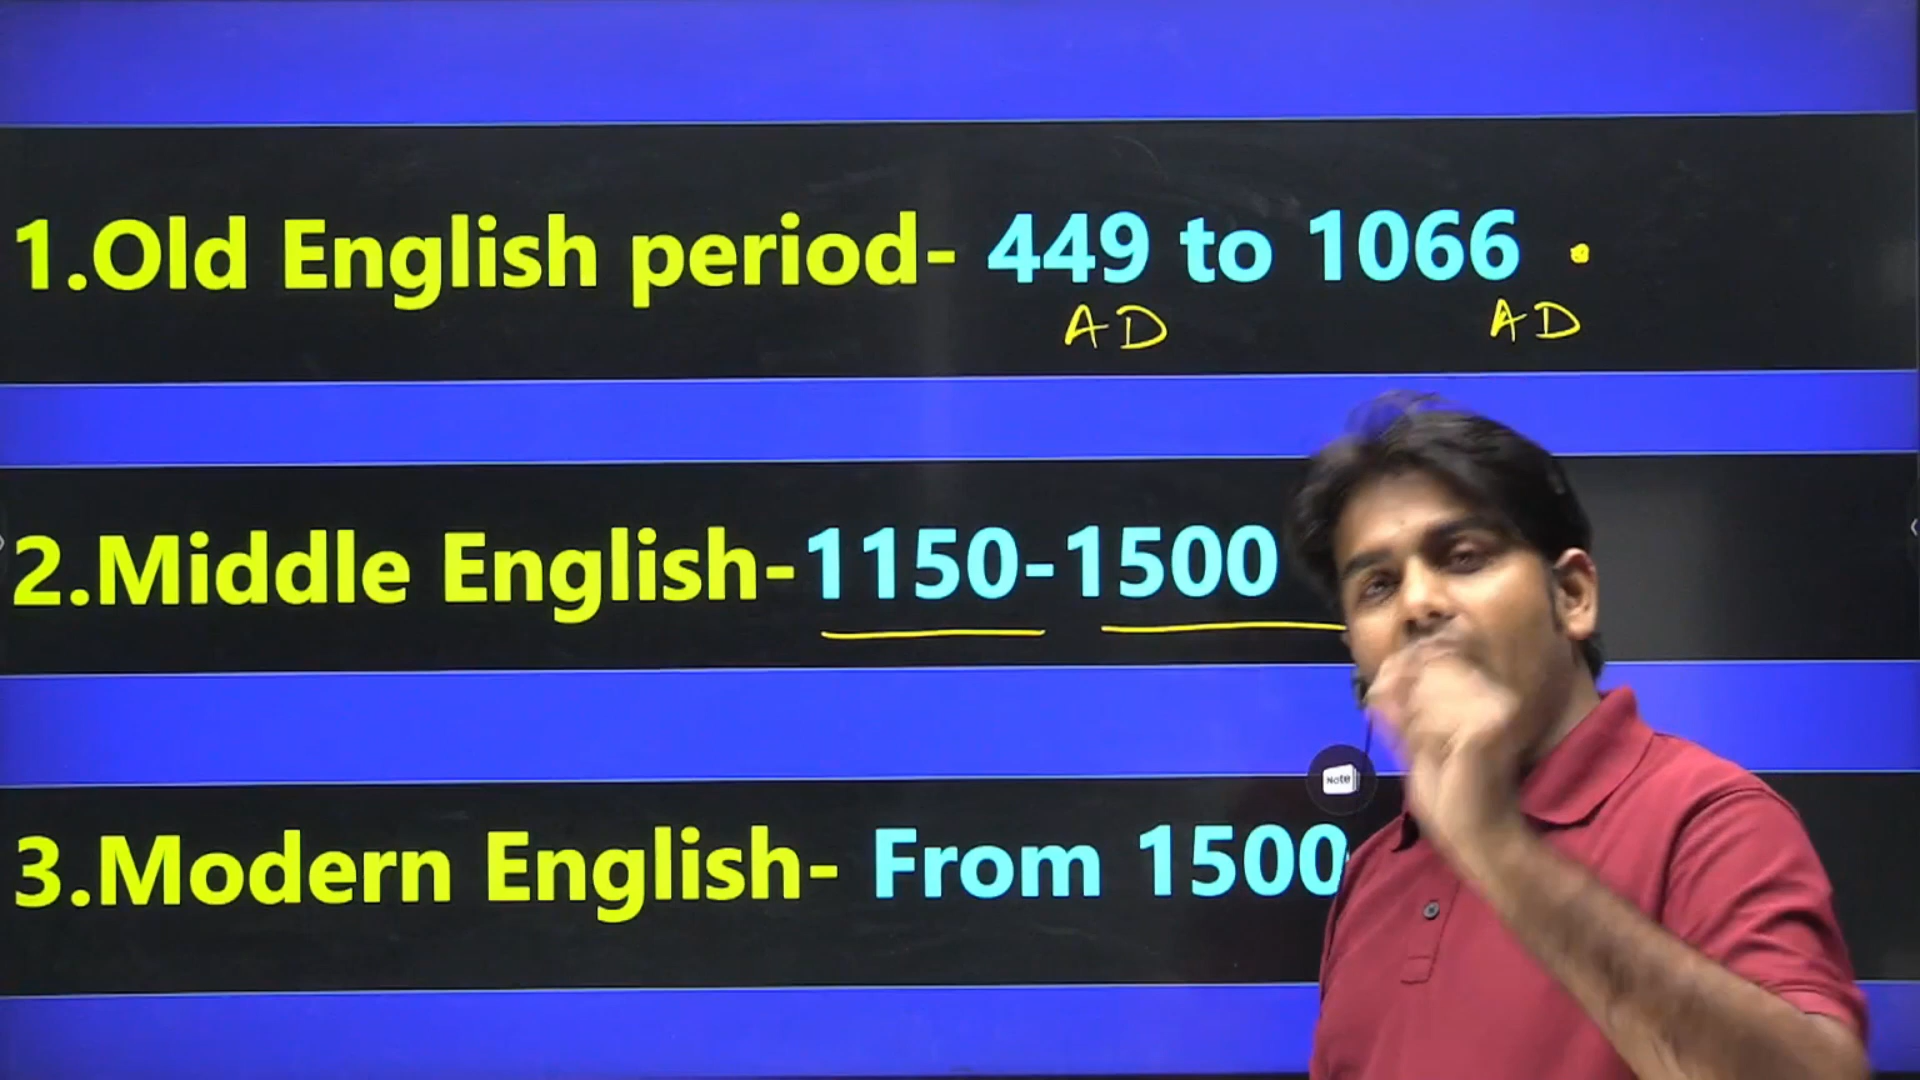 1.Old English period- 449 to 1066
AD AD
2.Middle English-1150-1500
Note
3.Modern English- From 1500